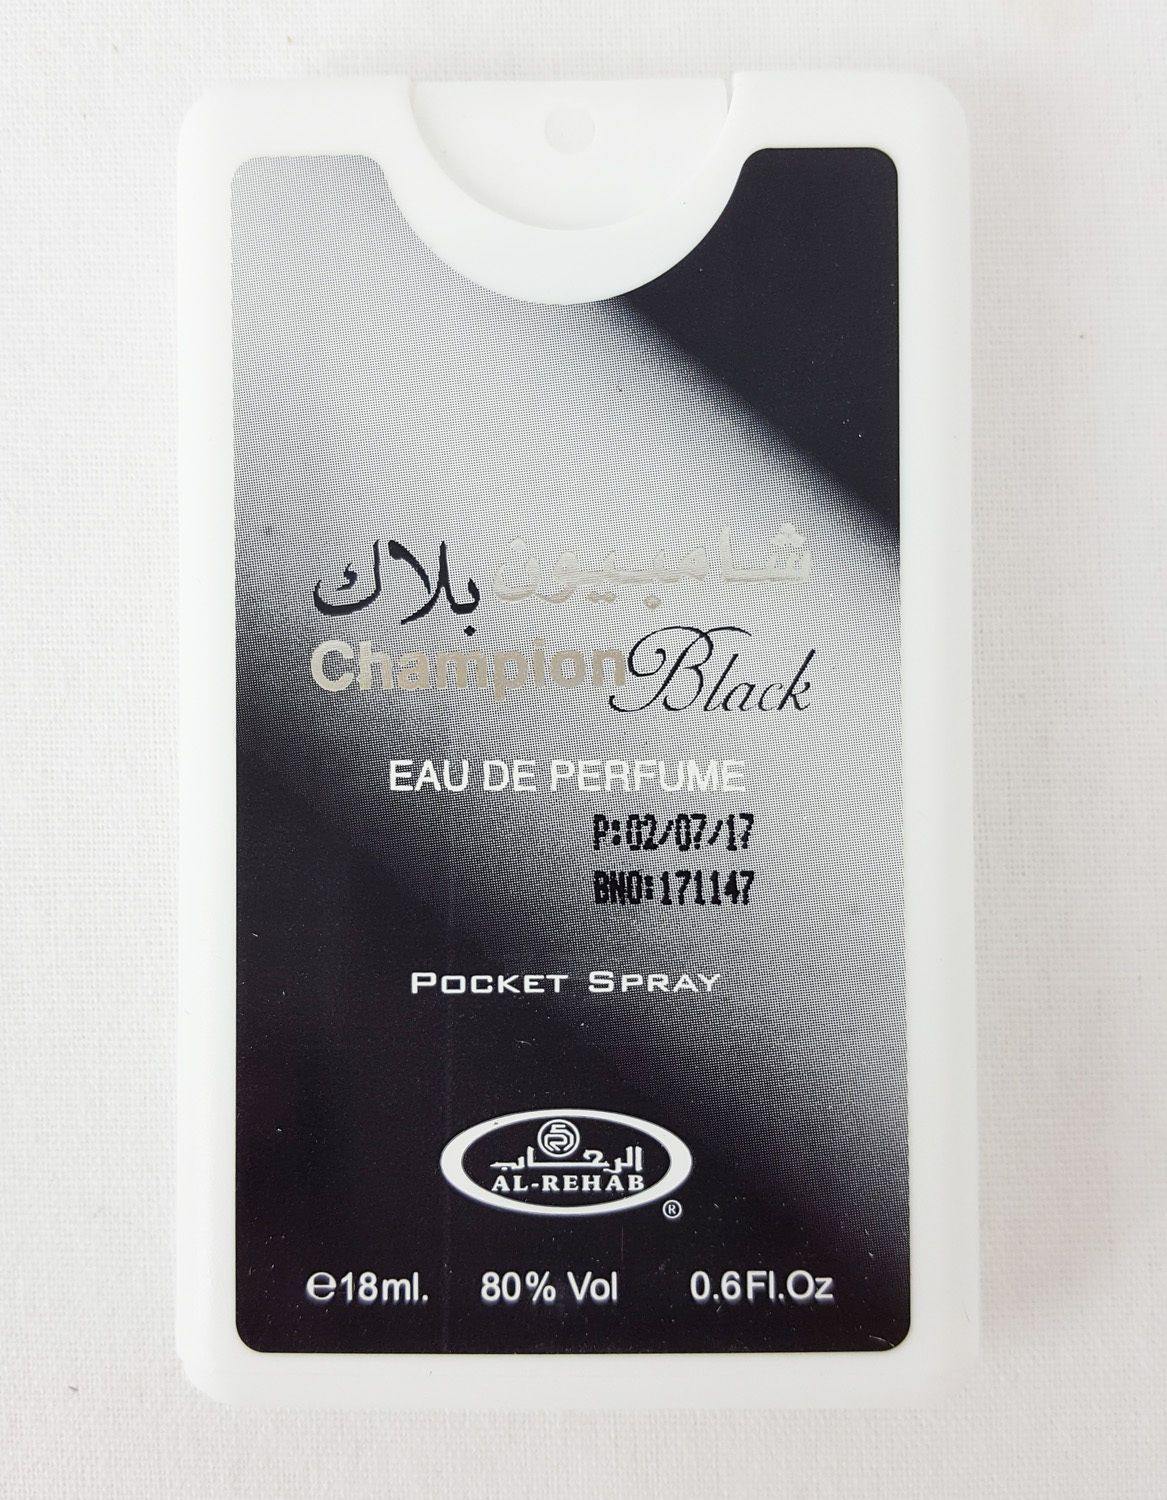 شامبيون بلاك
Champion Black
EAU DE PERFUME
P:02/07/17
BNO:171147
POCKET SPRAY
الرحاب
AL-REHAB
®
℮18ml. 80% Vol 0.6Fl.Oz